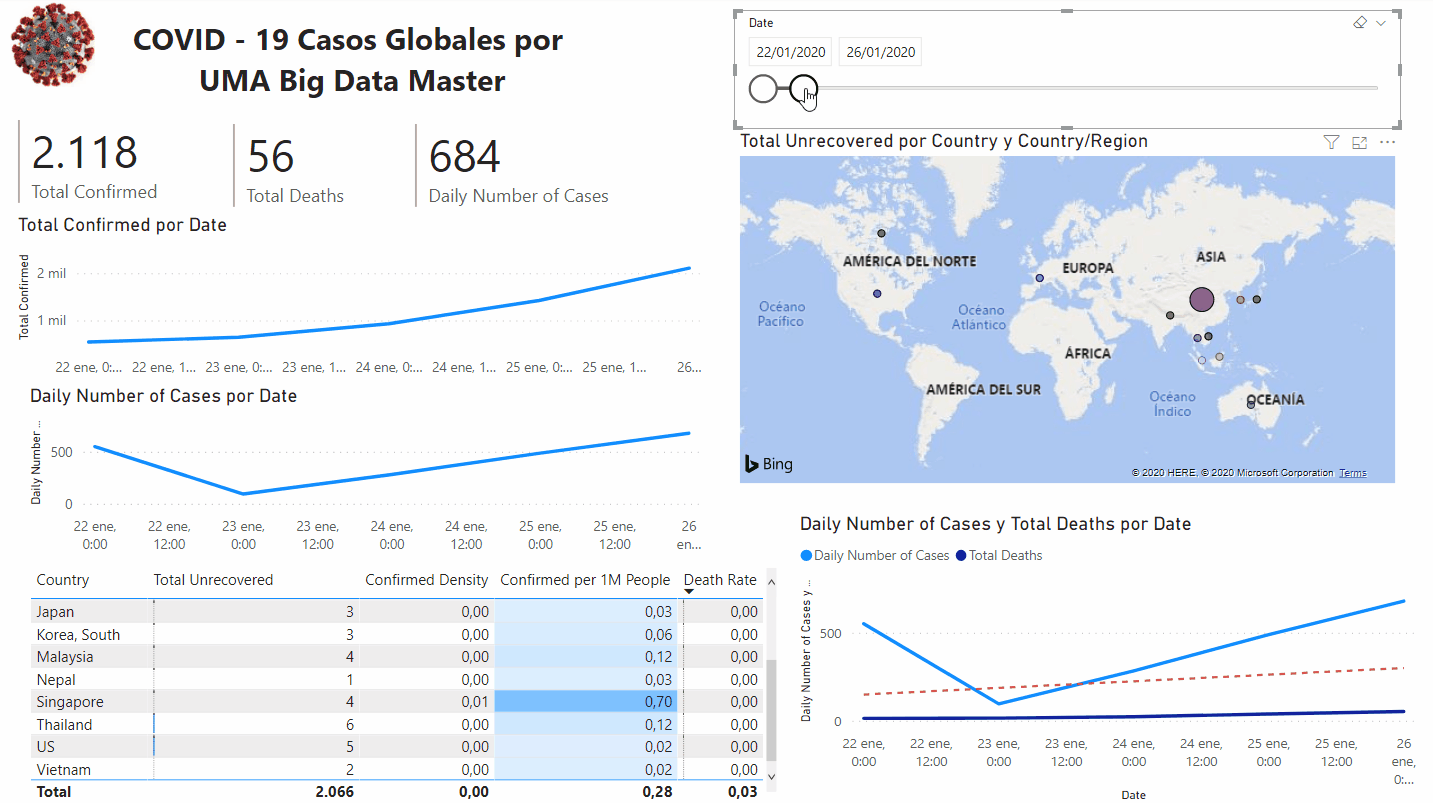 COVID - 19 Casos Globales por
UMA Big Data Master
2.118
Total Confirmed
56
Total Deaths
684
Daily Number of Cases
Date
22/01/2020 26/01/2020
Total Confirmed por Date
Total Confirmed
2 mil
1 mil
22 ene, 0:... 22 ene, 1... 23 ene, 0:... 23 ene, 1... 24 ene, 0:... 24 ene, 1... 25 ene, 0:... 25 ene, 1... 26...
Daily Number of Cases por Date
Daily Number ...
500
0
22 ene, 0:00
22 ene, 12:00
23 ene, 0:00
23 ene, 12:00
24 ene, 0:00
24 ene, 12:00
25 ene, 0:00
25 ene, 12:00
26 en...
Country Total Unrecovered Confirmed Density Confirmed per 1M People Death Rate
Japan 3 0,00 0,03 0,00
Korea, South 3 0,00 0,06 0,00
Malaysia 4 0,00 0,12 0,00
Nepal 1 0,00 0,03 0,00
Singapore 4 0,01 0,70 0,00
Thailand 6 0,00 0,12 0,00
US 5 0,00 0,02 0,00
Vietnam 2 0,00 0,02 0,00
Total 2.066 0,00 0,28 0,03
Total Unrecovered por Country y Country/Region
AMÉRICA DEL NORTE
EUROPA
ASIA
Océano
Pacífico
Océano
Atlántico
ÁFRICA
AMÉRICA DEL SUR
Océano
Índico
OCEANÍA
Bing
© 2020 HERE, © 2020 Microsoft Corporation Terms
Daily Number of Cases y Total Deaths por Date
Daily Number of Cases Total Deaths
Daily Number of Cases y ...
500
0
22 ene, 0:00
22 ene, 12:00
23 ene, 0:00
23 ene, 12:00
24 ene, 0:00
24 ene, 12:00
25 ene, 0:00
25 ene, 12:00
26 ene, 0:...
Date